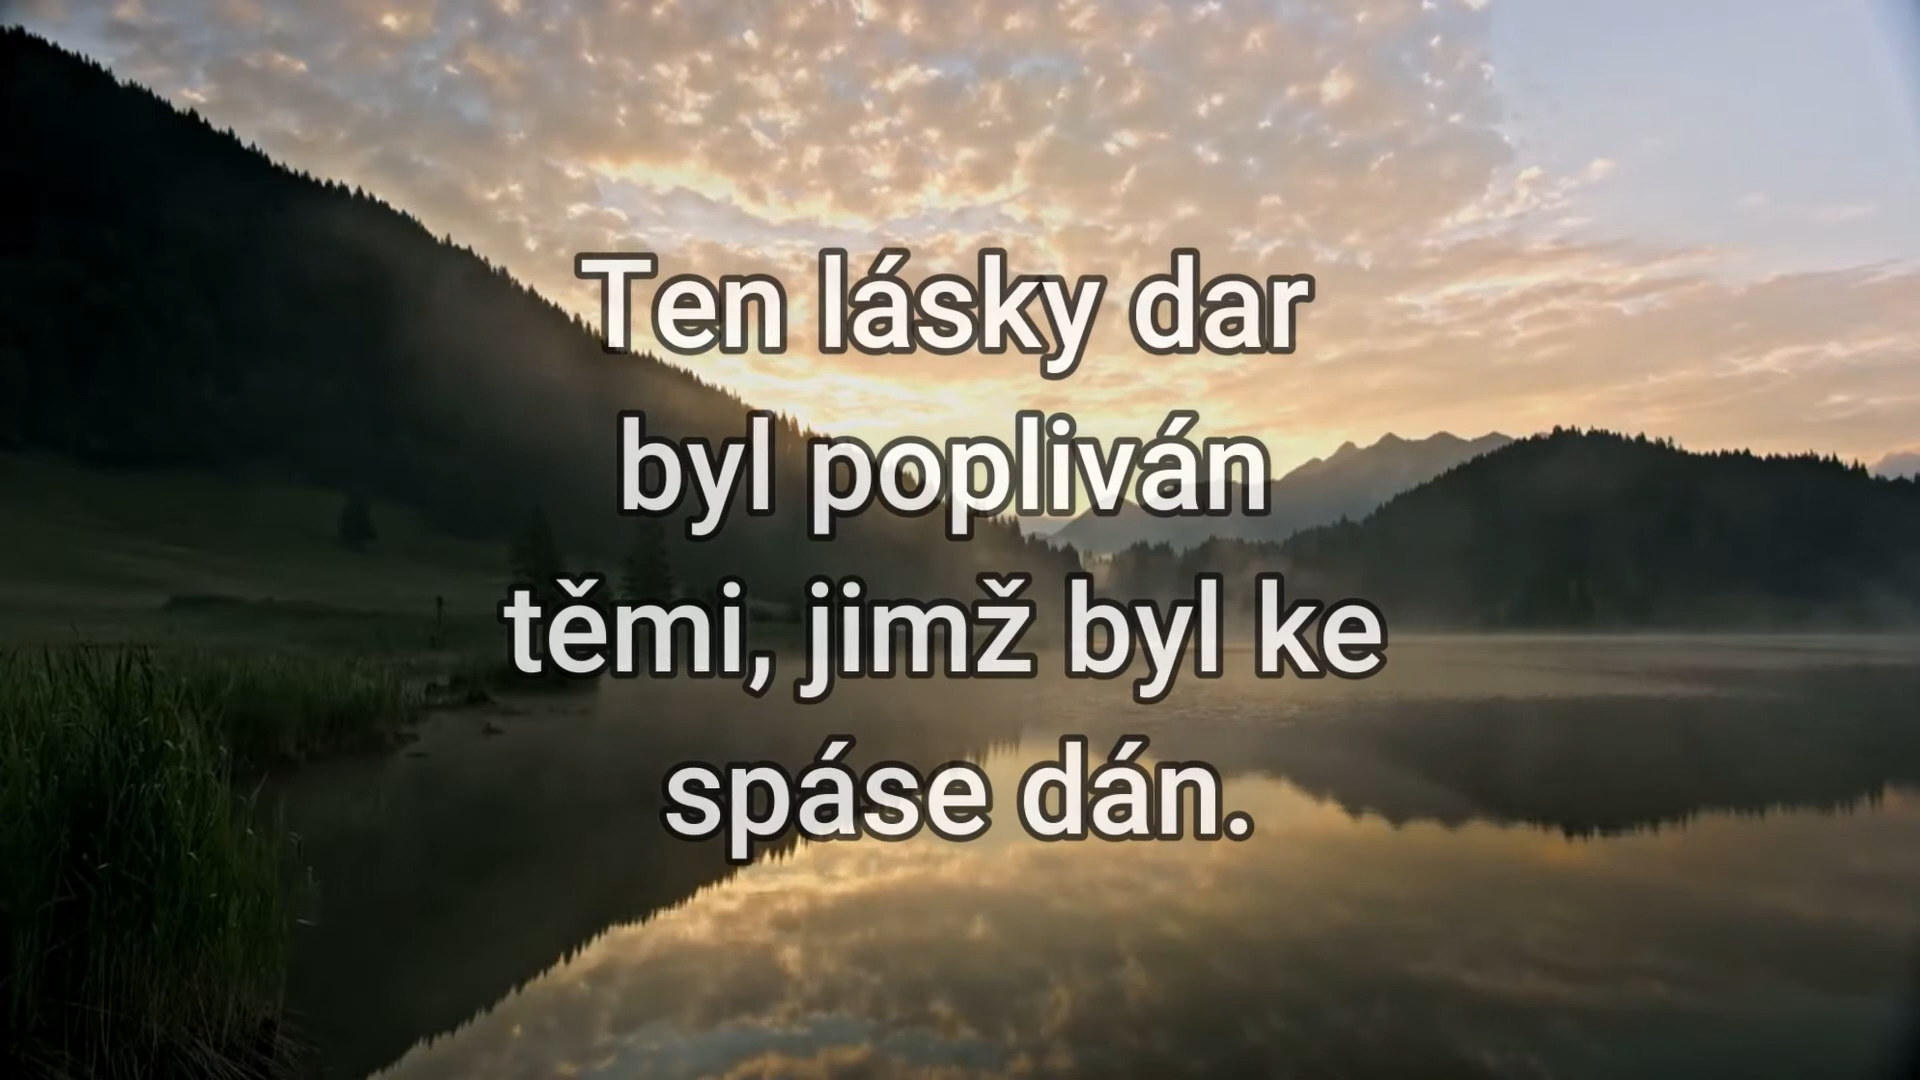 Ten lásky dar
byl popliván
těmi, jimž byl ke
spáse dán.